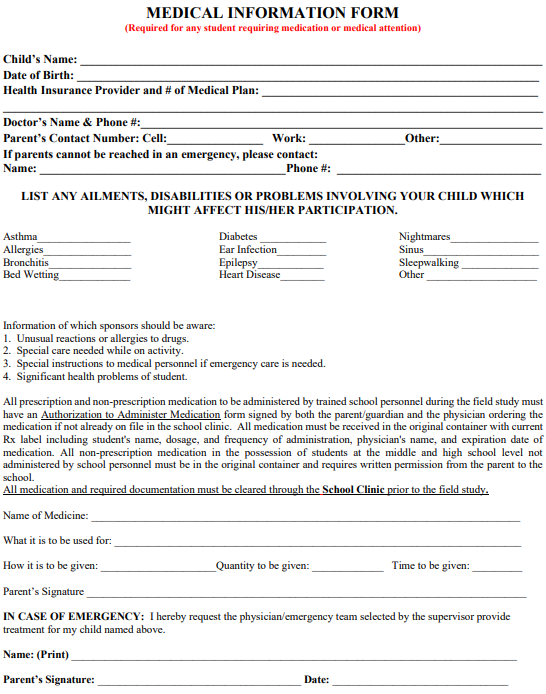 MEDICAL INFORMATION FORM
(Required for any student requiring medication or medical attention)
Child's Name:
Date of Birth:
Health Insurance Provider and # of Medical Plan:
Doctor's Name & Phone #:
Parent's Contact Number: Cell: Work: Other:
If parents cannot be reached in an emergency, please contact:
Name: Phone #:
LIST ANY AILMENTS, DISABILITIES OR PROBLEMS INVOLVING YOUR CHILD WHICH
MIGHT AFFECT HIS/HER PARTICIPATION.
Asthma Diabetes Nightmares
Allergies Ear Infection Sinus
Bronchitis Epilepsy Sleepwalking
Bed Wetting Heart Disease Other
Information of which sponsors should be aware:
1. Unusual reactions or allergies to drugs.
2. Special care needed while on activity.
3. Special instructions to medical personnel if emergency care is needed.
4. Significant health problems of student.
All prescription and non-prescription medication to be administered by trained school personnel during the field study must
have an Authorization to Administer Medication form signed by both the parent/guardian and the physician ordering the
medication if not already on file in the school clinic. All medication must be received in the original container with current
Rx label including student's name, dosage, and frequency of administration, physician's name, and expiration date of
medication. All non-prescription medication in the possession of students at the middle and high school level not
administered by school personnel must be in the original container and requires written permission from the parent to the
school.
All medication and required documentation must be cleared through the School Clinic prior to the field study.
Name of Medicine:
What it is to be used for:
How it is to be given: Quantity to be given: Time to be given:
Parent's Signature
IN CASE OF EMERGENCY: I hereby request the physician/emergency team selected by the supervisor provide
treatment for my child named above.
Name: (Print)
Parent's Signature: Date: